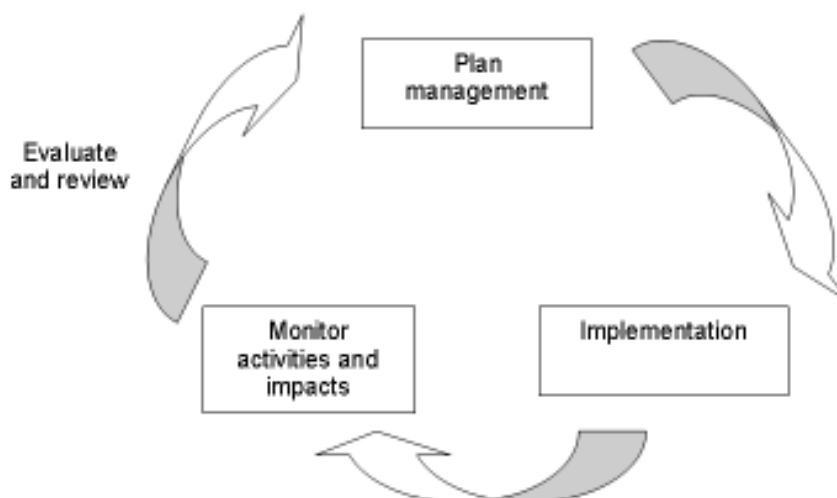 Plan
management
Evaluate
and review
Monitor
activities and
impacts
Implementation